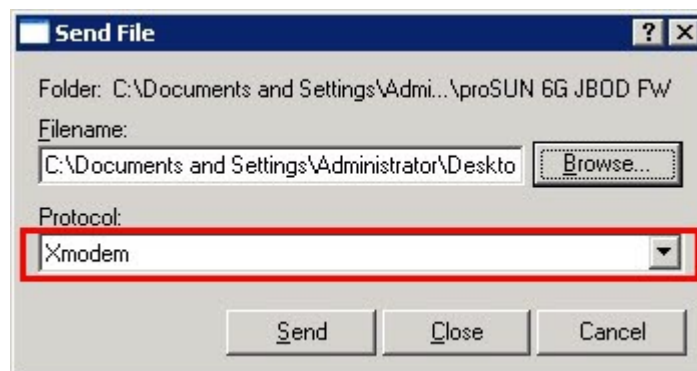 Send File
Folder: C:\Documents and Settings\Admi...\proSUN 6G JBOD FW
Filename:
C:\Documents and Settings\Administrator\Deskto Browse...
Protocol:
Xmodem
Send Close Cancel